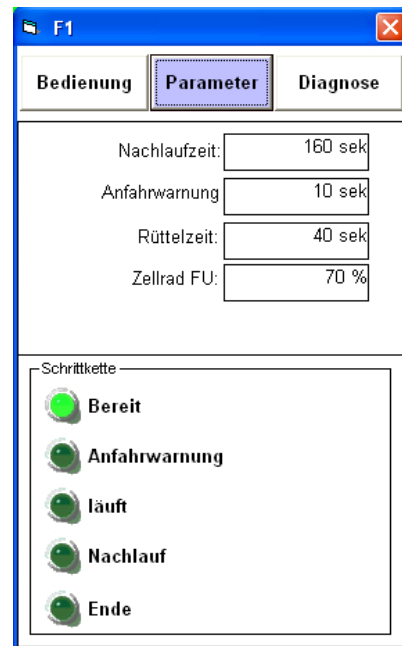 F1
Bedienung Parameter Diagnose
Nachlaufzeit: 160 sek
Anfahrwarnung 10 sek
Rüttelzeit: 40 sek
Zellrad FU: 70 %
Schrittkette
Bereit
Anfahrwarnung
läuft
Nachlauf
Ende